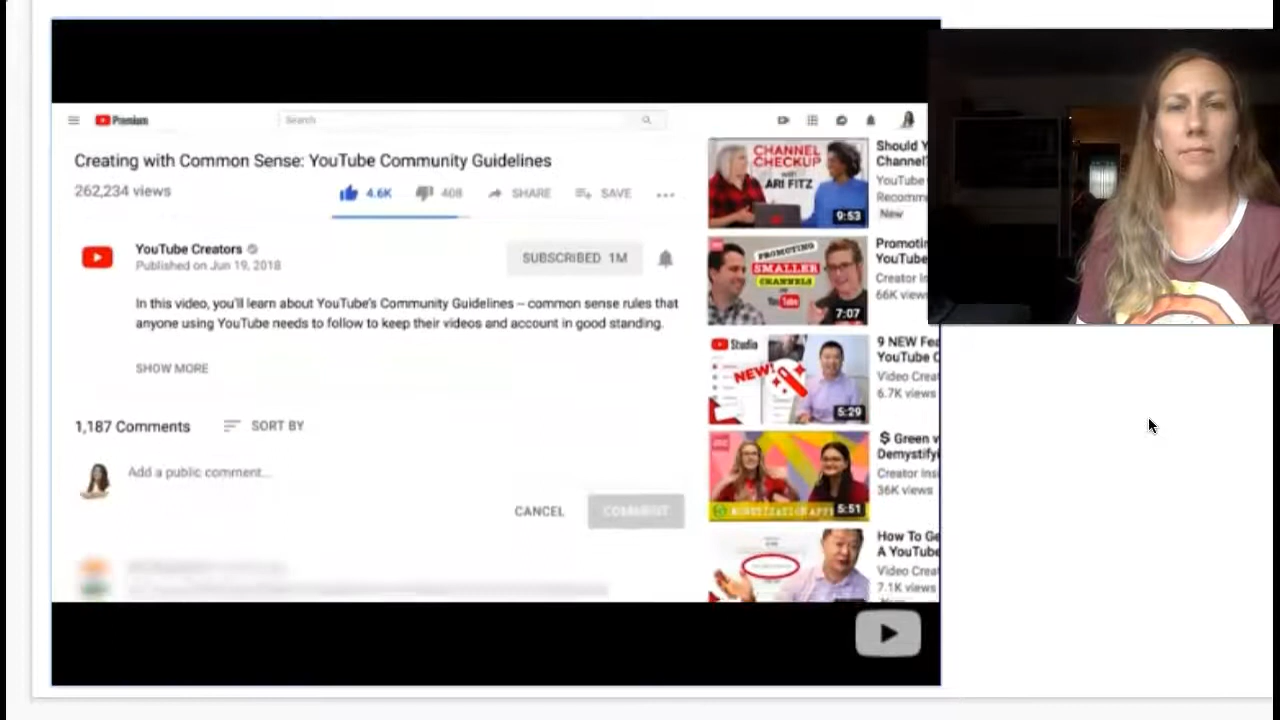 Premium
Search
Creating with Common Sense: YouTube Community Guidelines
262,234 views
4.6K
408
SHARE
SAVE
YouTube Creators
Published on Jun 19, 2018
SUBSCRIBED 1M
In this video, you'll learn about YouTube's Community Guidelines – common sense rules that
anyone using YouTube needs to follow to keep their videos and account in good standing.
SHOW MORE
1,187 Comments
SORT BY
Add a public comment...
CANCEL
COMMENT
CHANNEL
CHECKUP
with
ARI FITZ
9:53
Should Y
Channel?
YouTube
Recomm
New
PROMOTING
SMALLER
CHANNELS
on
YouTube
7:07
Promotin
YouTube
Creator In
66K views
Studio
NEW!
5:29
9 NEW Fea
YouTube C
Video Creat
6.7K views
5:51
$ Green v
Demystify
Creator Insi
36K views
How To Ge
A YouTube
Video Creat
7.1K views